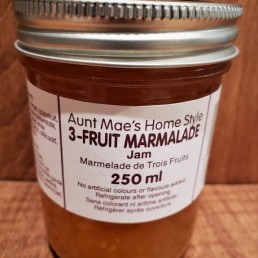 Aunt Mae's Home Style
3-FRUIT MARMALADE
Jam
Marmelade de Trois Fruits
250 ml
No artificial colours or flavours added
Refrigerate after opening
Sans colorant ni arôme artificiel
Réfrigérer après ouverture